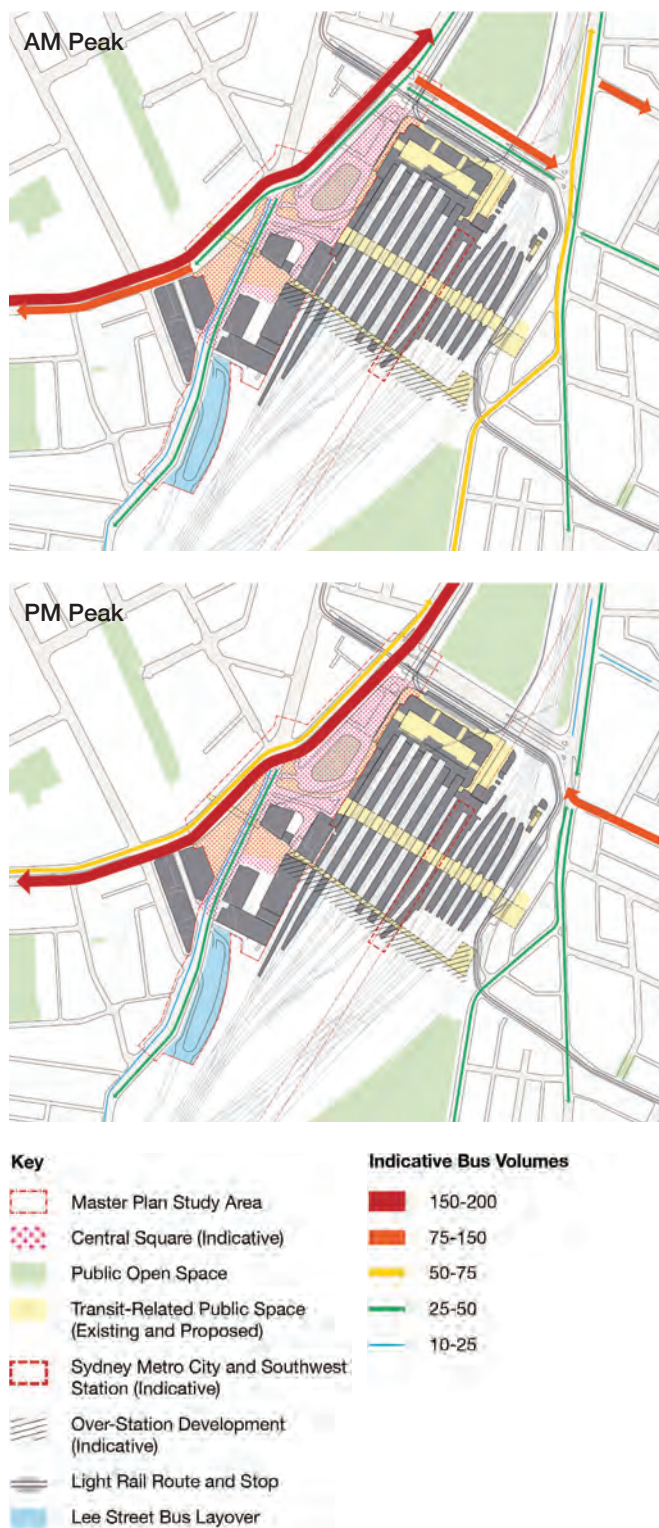 AM Peak
PM Peak
Key
Master Plan Study Area
Central Square (Indicative)
Public Open Space
Transit-Related Public Space
(Existing and Proposed)
Sydney Metro City and Southwest
Station (Indicative)
Over-Station Development
(Indicative)
Light Rail Route and Stop
Lee Street Bus Layover
Indicative Bus Volumes
150-200
75-150
50-75
25-50
10-25